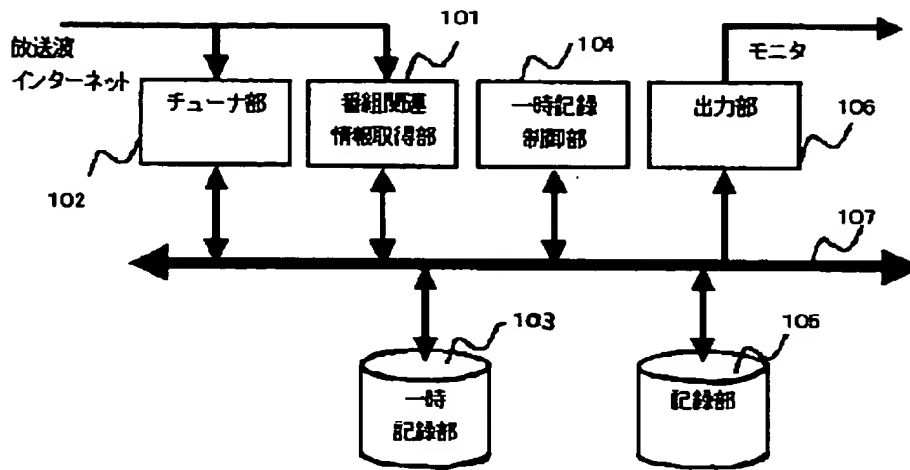 101
104
放送波
インターネット
モニタ
チューナ部
番組関連
情報取得部
一時記録
制御部
出力部
106
102
107
103
105
一時
記録部
記録部